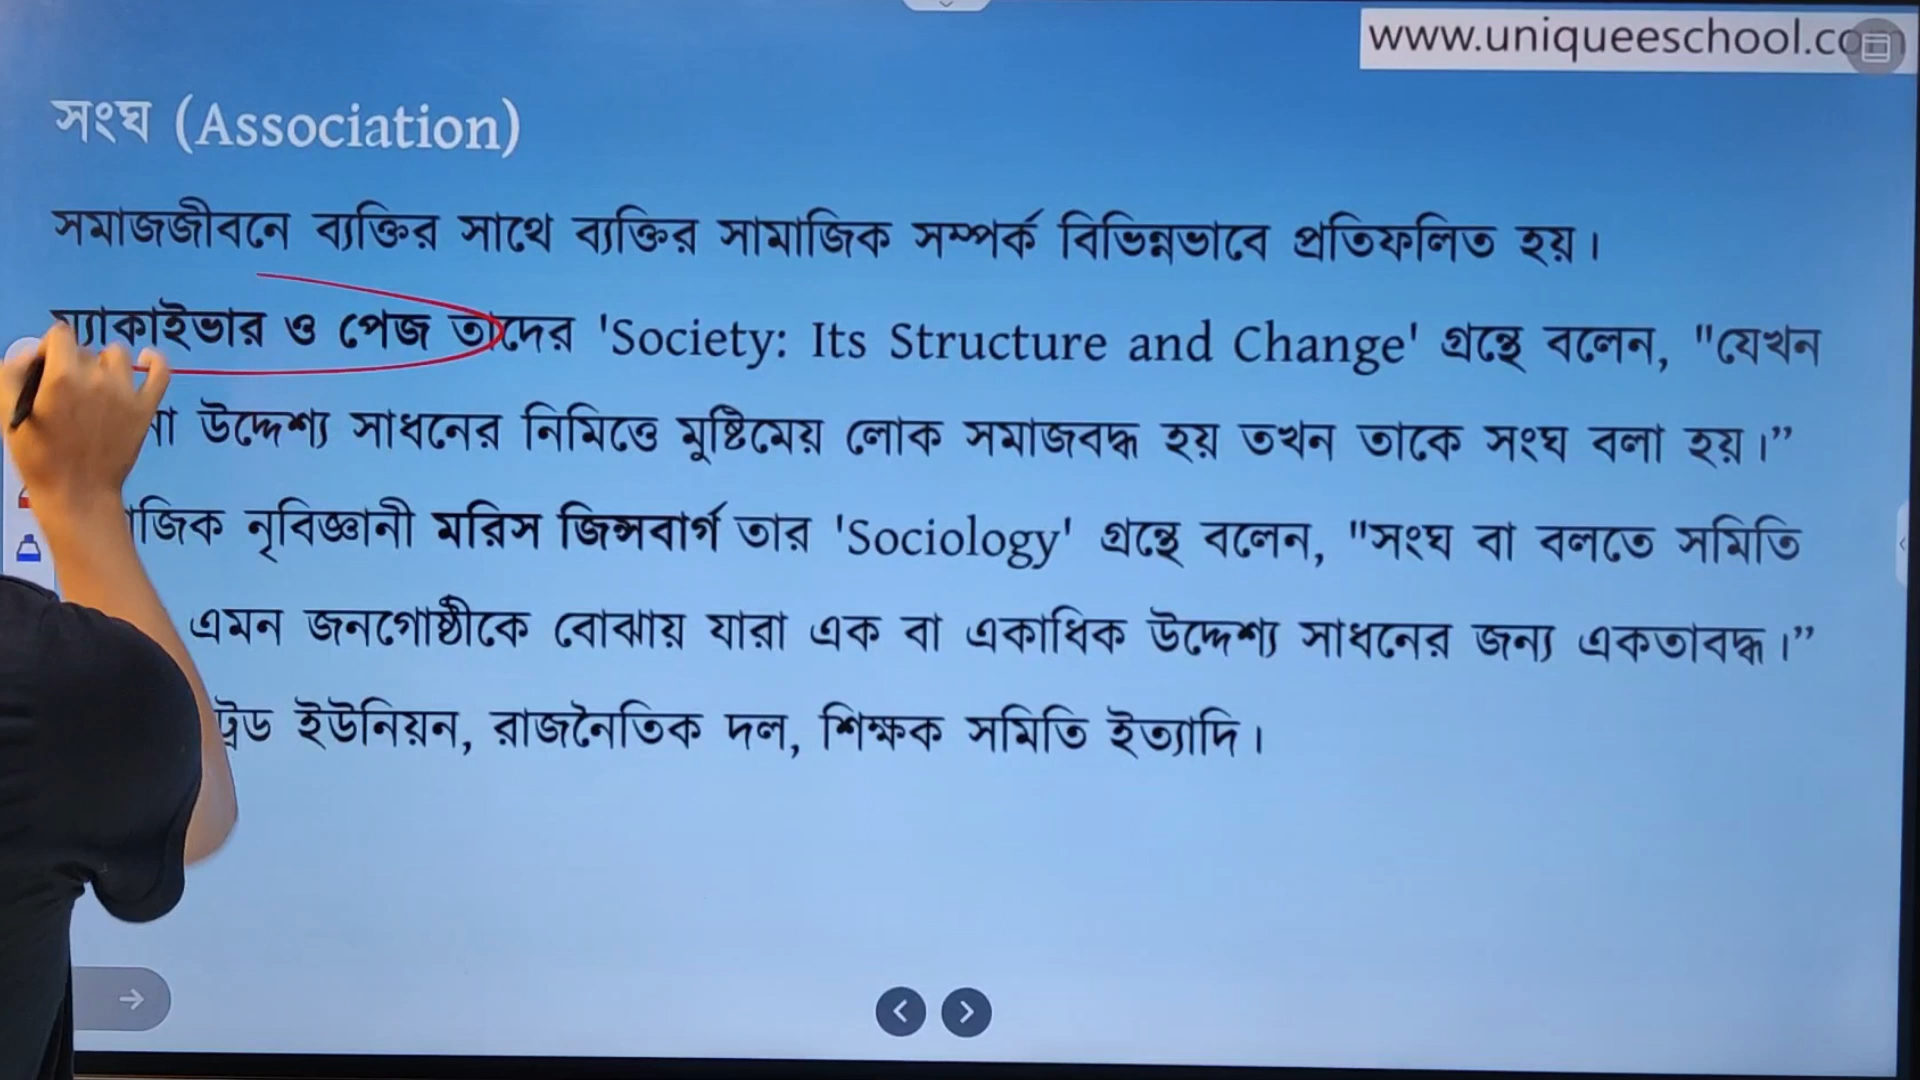 www.uniqueeschool.co
সংঘ (Association)
সমাজজীবনে ব্যক্তির সাথে ব্যক্তির সামাজিক সম্পর্ক বিভিন্নভাবে প্রতিফলিত হয়।
ম্যাকাইভার ও পেজ তাদের 'Society: Its Structure and Change' গ্রন্থে বলেন, "যেখন
উদ্দেশ্য সাধনের নিমিত্তে মুষ্টিমেয় লোক সমাজবদ্ধ হয় তখন তাকে সংঘ বলা হয়।”
নৃবিজ্ঞানী মরিস জিন্সবার্গ তার 'Sociology' গ্রন্থে বলেন, "সংঘ বা বলতে সমিতি
এমন জনগোষ্ঠীকে বোঝায় যারা এক বা একাধিক উদ্দেশ্য সাধনের জন্য একতাবদ্ধ।”
ইউনিয়ন, রাজনৈতিক দল, শিক্ষক সমিতি ইত্যাদি।